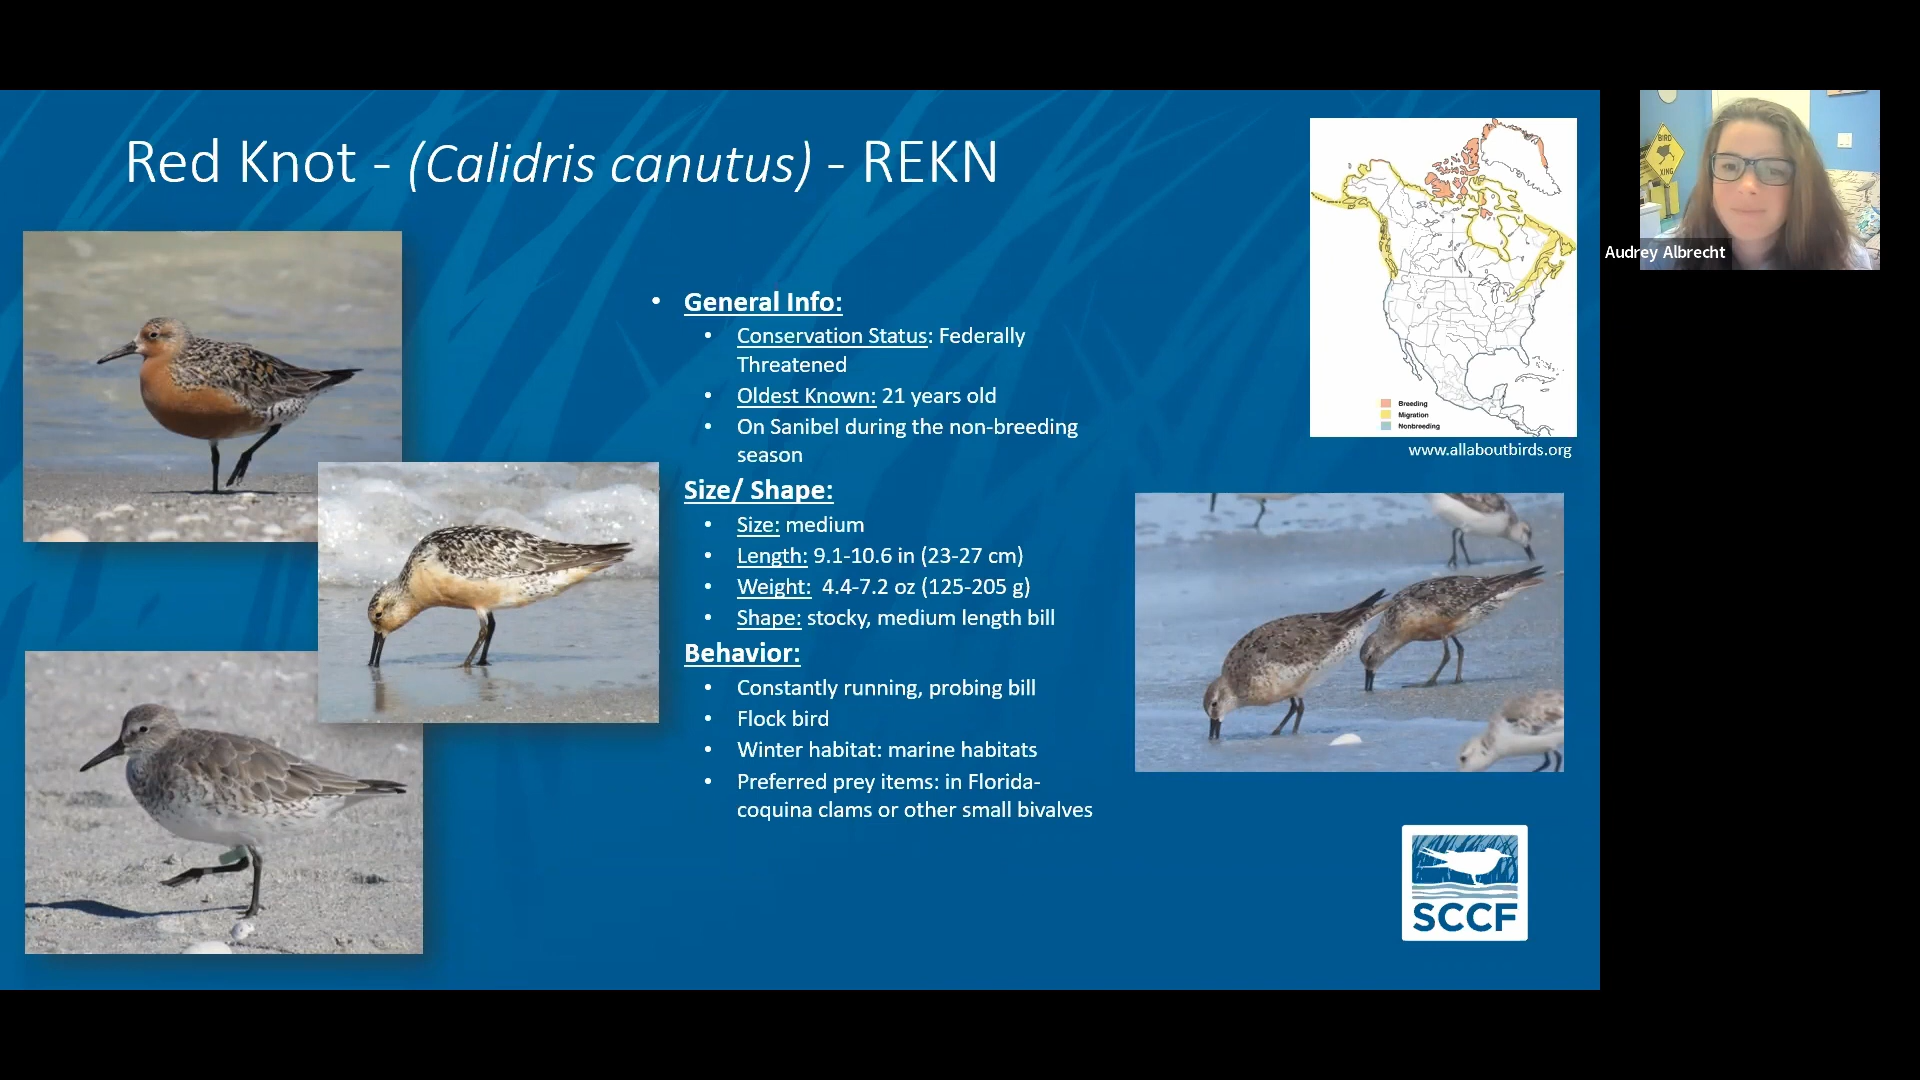 Red Knot - (Calidris canutus) - REKN
General Info:
Conservation Status: Federally
Threatened
Oldest Known: 21 years old
On Sanibel during the non-breeding
season
Size/ Shape:
Size: medium
Length: 9.1-10.6 in (23-27 cm)
Weight: 4.4-7.2 oz (125-205 g)
Shape: stocky, medium length bill
Behavior:
Constantly running, probing bill
Flock bird
Winter habitat: marine habitats
Preferred prey items: in Florida-
coquina clams or other small bivalves
Breeding
Migration
Nonbreeding
www.allaboutbirds.org
SCCF
BIRD
XING
Audrey Albrecht